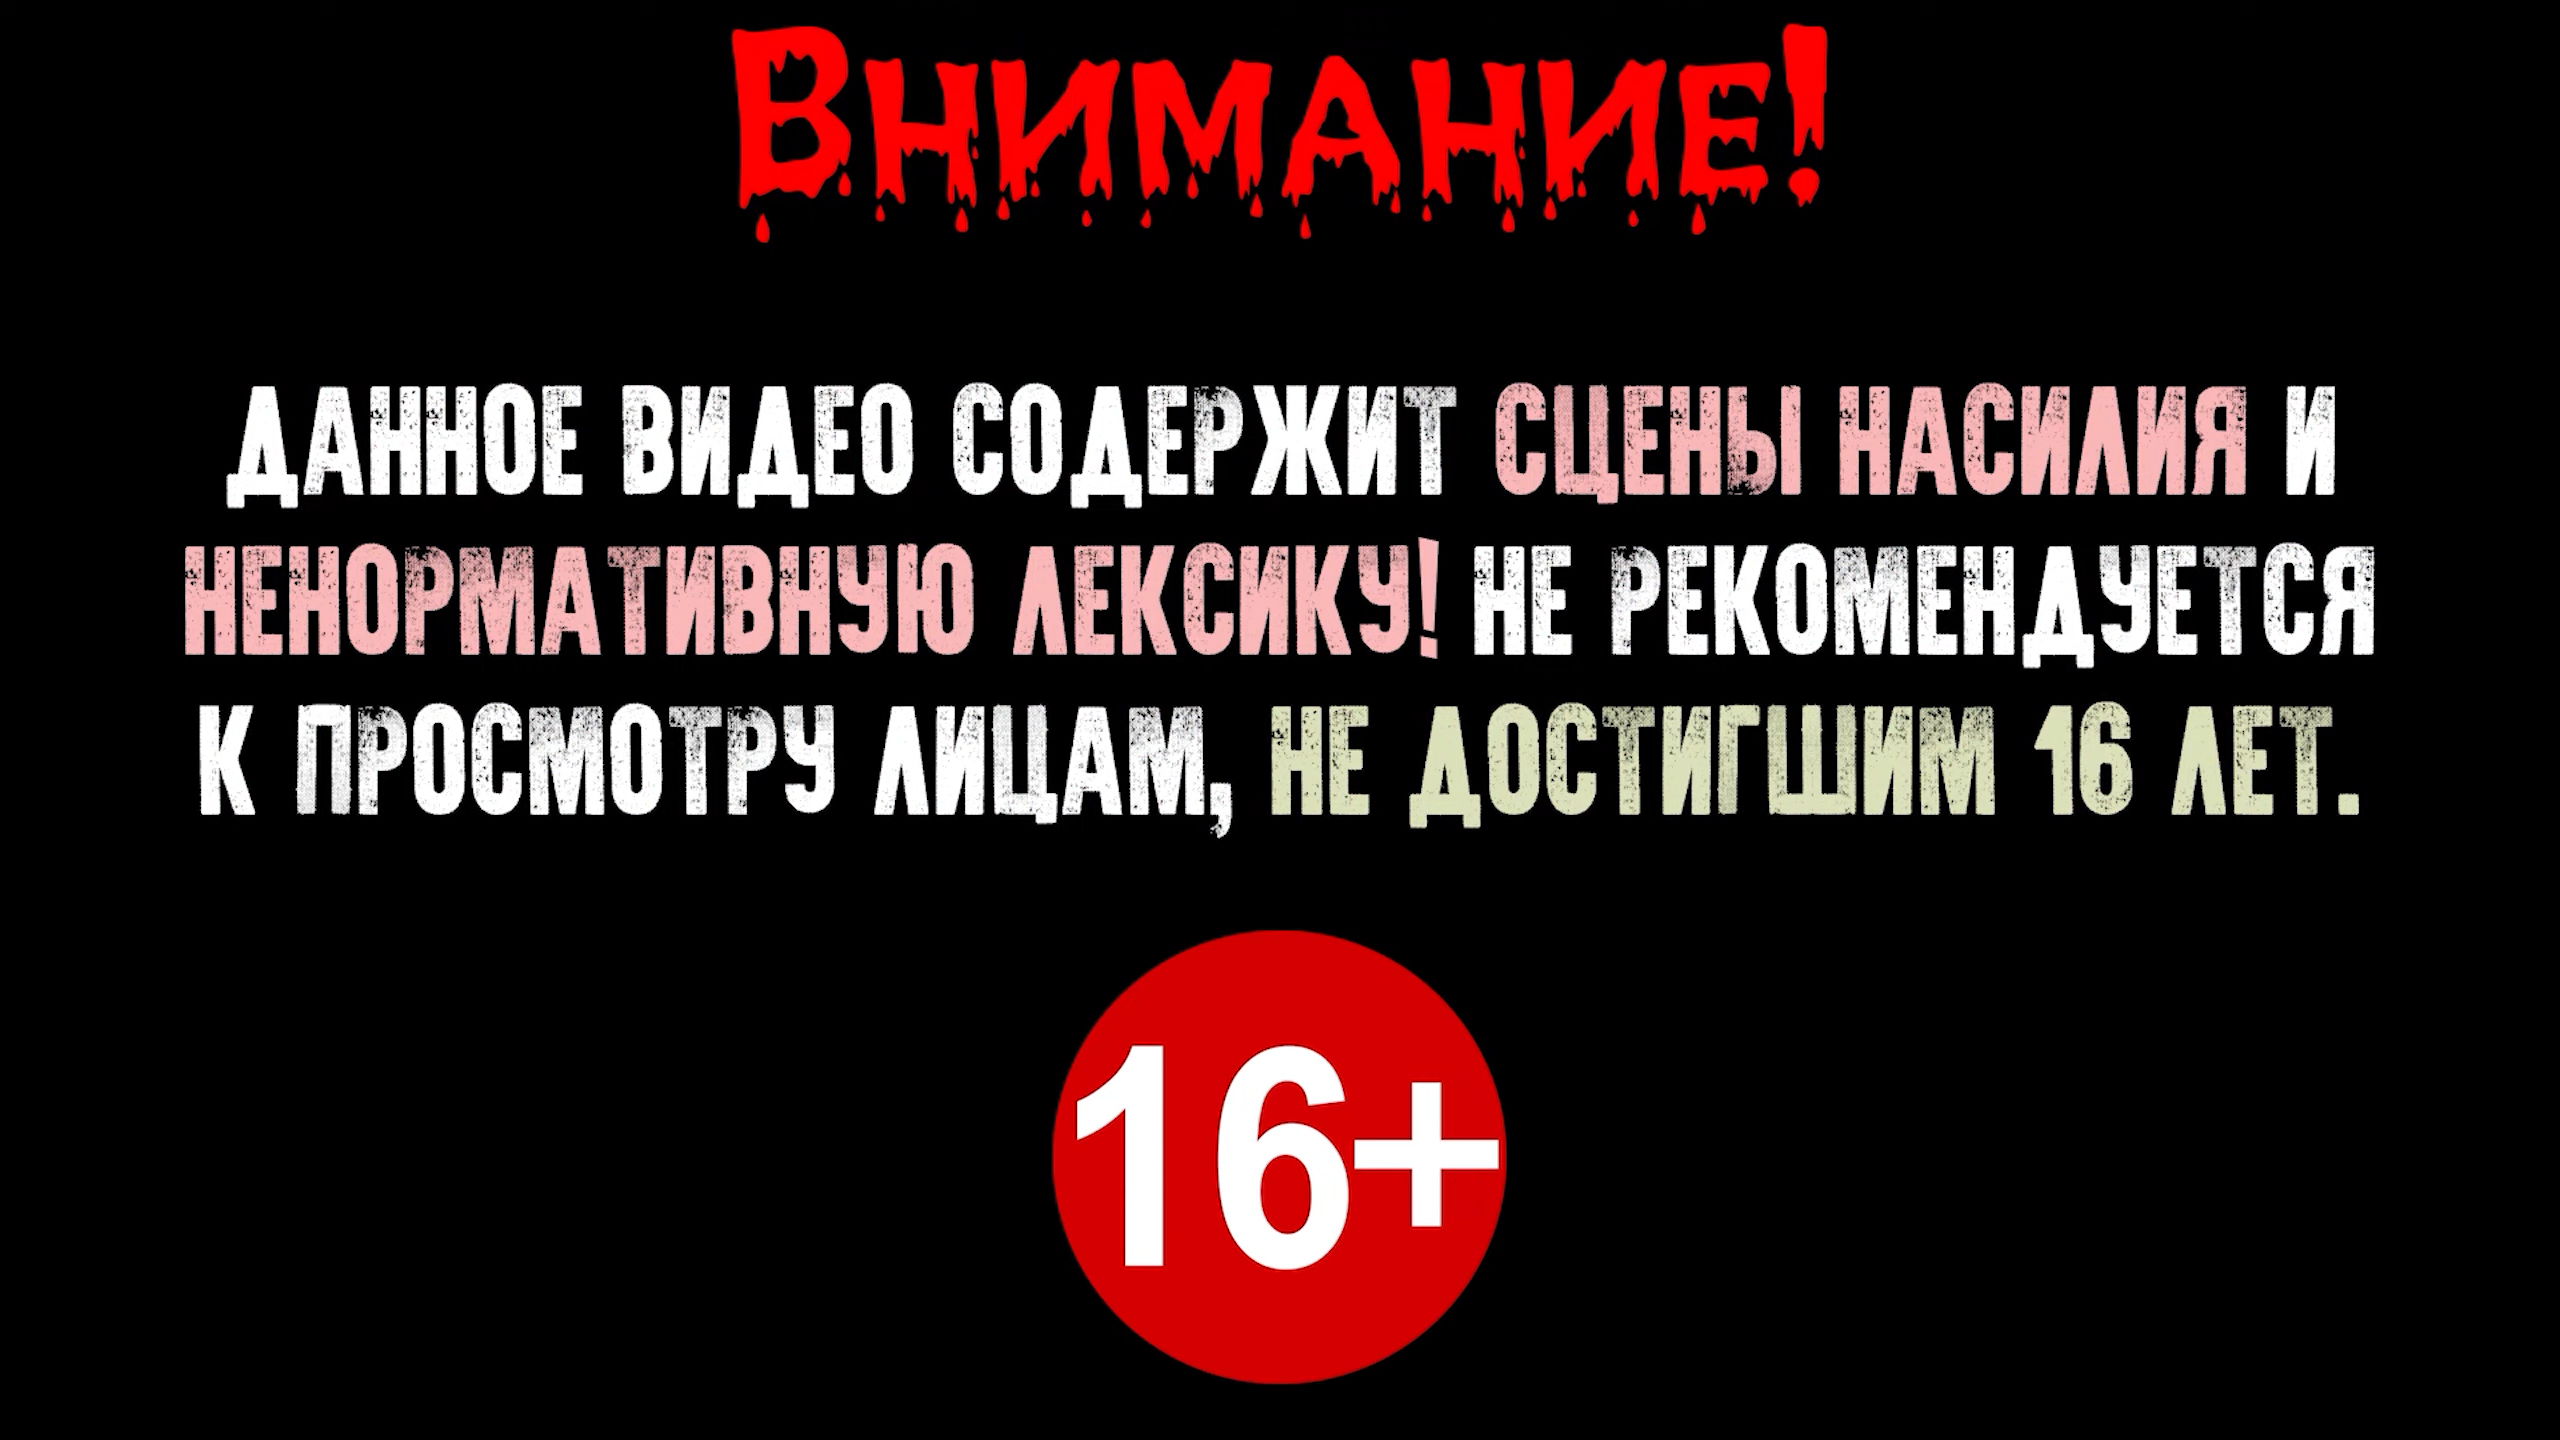 Внимание!
ДАННОЕ ВИДЕО СОДЕРЖИТ СЦЕНЫ НАСИЛИЯ И
НЕНОРМАТИВНУЮ ЛЕКСИКУ! НЕ РЕКОМЕНДУЕТСЯ
К ПРОСМОТРУ ЛИЦАМ, НЕ ДОСТИГШИМ 16 ЛЕТ.
16+